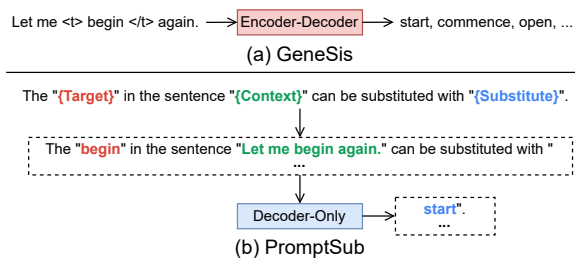 Let me <t> begin </t> again. Encoder-Decoder start, commence, open, ...
(a) GeneSis
The "{Target}" in the sentence "{Context}" can be substituted with "{Substitute}".
The "begin" in the sentence "Let me begin again." can be substituted with "
...
Decoder-Only start".
...
(b) PromptSub